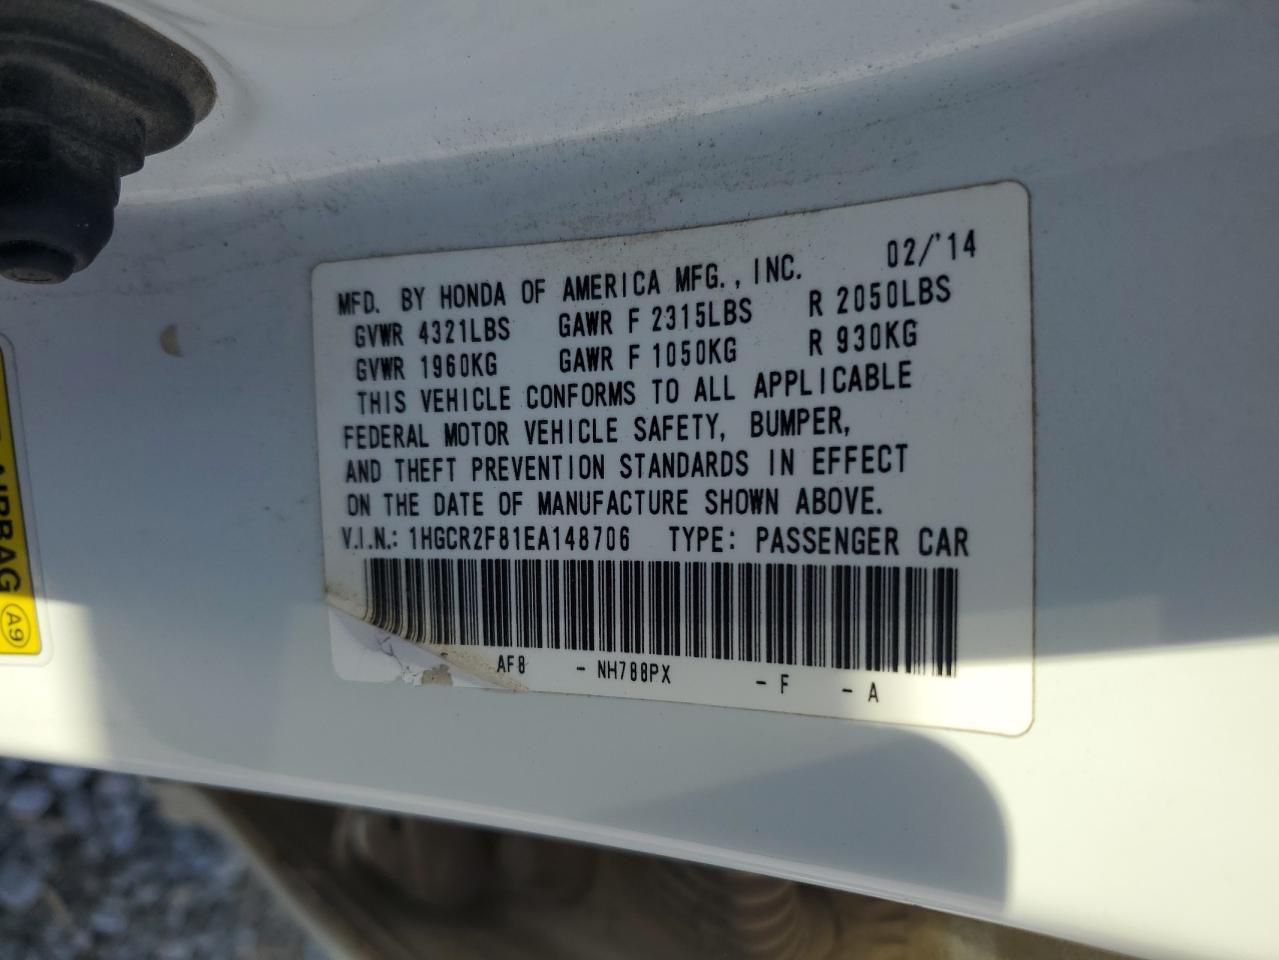 02/'14
MFD. BY HONDA OF AMERICA MFG., INC.
GVWR 4321LBS GAWR F 2315LBS R 2050LBS
GVWR 1960KG GAWR F 1050KG R 930KG
THIS VEHICLE CONFORMS TO ALL APPLICABLE
FEDERAL MOTOR VEHICLE SAFETY, BUMPER,
AND THEFT PREVENTION STANDARDS IN EFFECT
ON THE DATE OF MANUFACTURE SHOWN ABOVE.
V.I.N.: 1HGCR2F81EA148706 TYPE: PASSENGER CAR
AF8 - NH788PX - F - A
AIRBAG A9